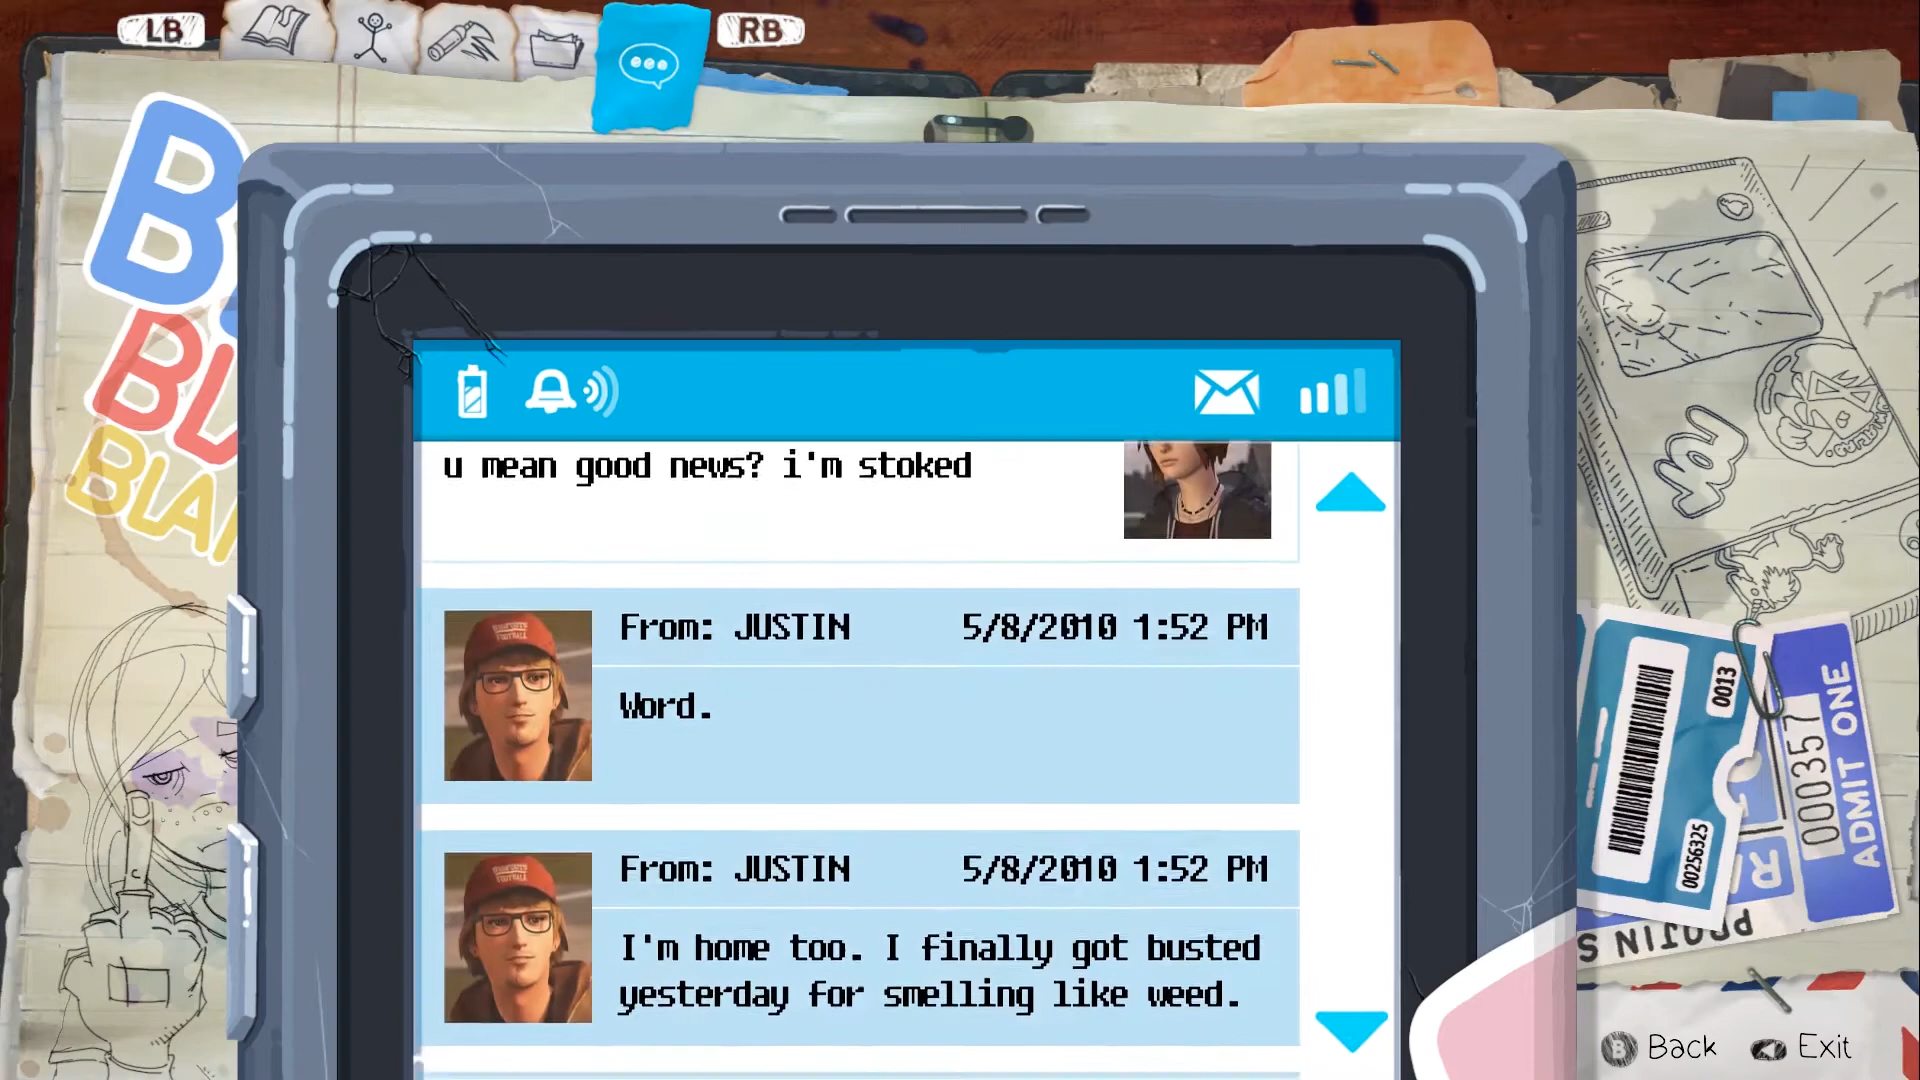 LB
RB
u mean good news? i'm stoked
From: JUSTIN 5/8/2010 1:52 PM
Word.
From: JUSTIN 5/8/2010 1:52 PM
I'm home too. I finally got busted
yesterday for smelling like weed.
0013
00256325
000357
ADMIT ONE
Back
Exit